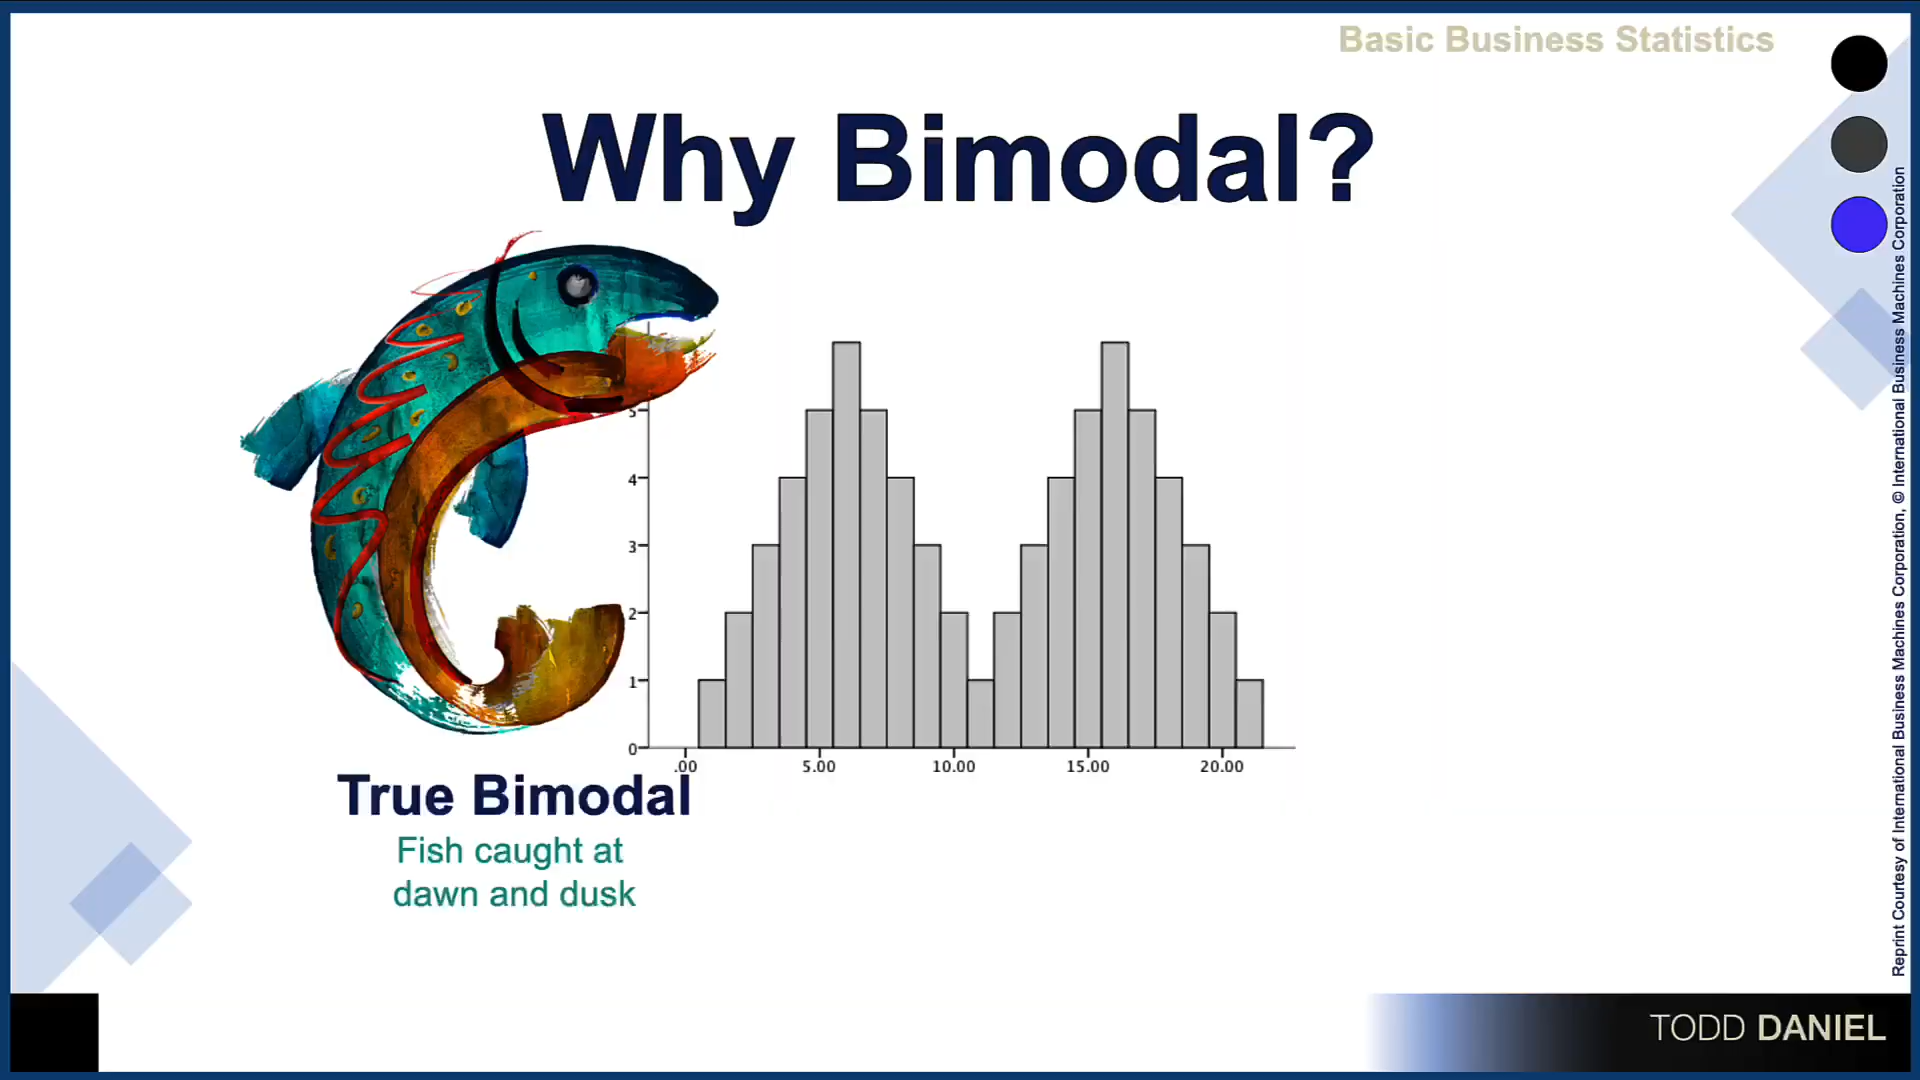 Basic Business Statistics
Why Bimodal?
5
4
3
2
1
0
.00 5.00 10.00 15.00 20.00
True Bimodal
Fish caught at
dawn and dusk
Reprint Courtesy of International Business Machines Corporation, © International Business Machines Corporation
TODD DANIEL